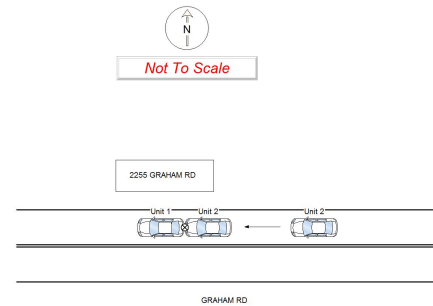 N
Not To Scale
2255 GRAHAM RD
Unit 1 Unit 2 Unit 2
GRAHAM RD